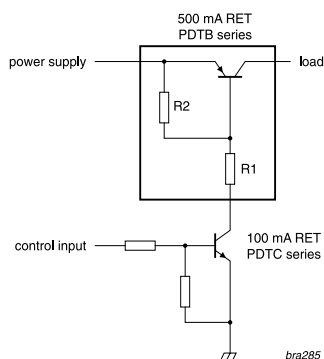 500 mA RET
PDTB series
power supply
load
R2
R1
control input
100 mA RET
PDTC series
bra285